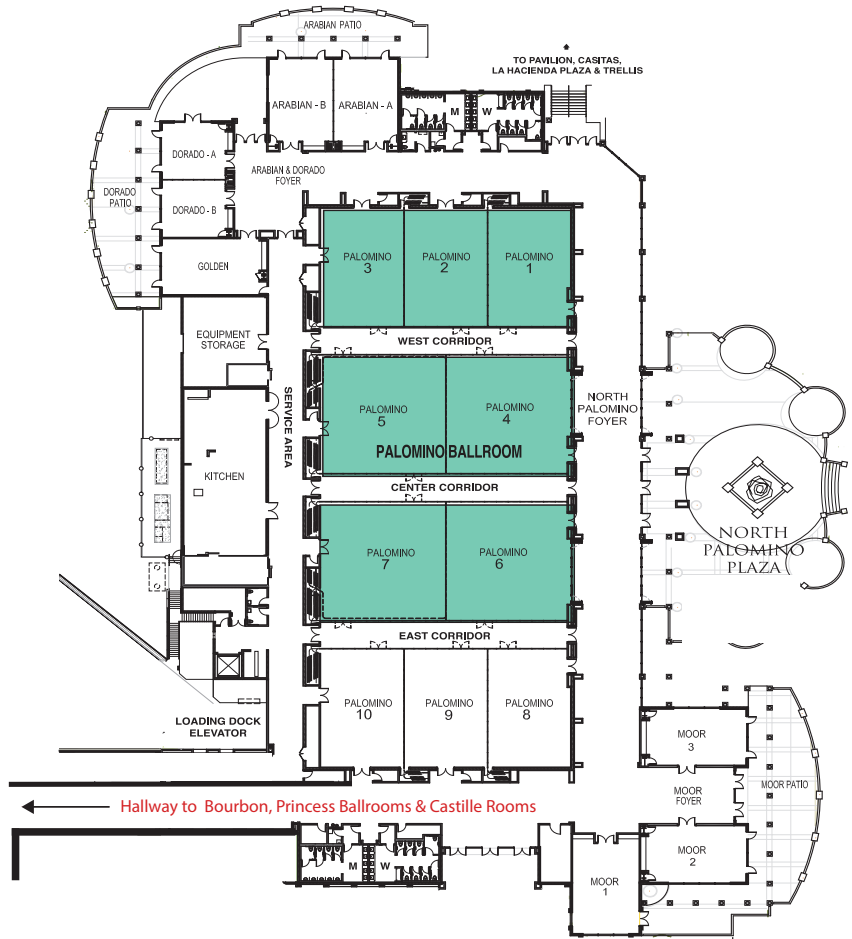 ARABIAN PATIO
TO PAVILION, CASITAS,
LA HACIENDA PLAZA & TRELLIS
ARABIAN - B
ARABIAN - A
M
W
DORADO - A
ARABIAN & DORADO
FOYER
DORADO
PATIO
DORADO - B
GOLDEN
PALOMINO
3
PALOMINO
2
PALOMINO
1
EQUIPMENT
STORAGE
WEST CORRIDOR
SERVICE AREA
NORTH
PALOMINO
FOYER
PALOMINO
5
PALOMINO
4
PALOMINO BALLROOM
KITCHEN
CENTER CORRIDOR
NORTH
PALOMINO
PLAZA
PALOMINO
7
PALOMINO
6
EAST CORRIDOR
PALOMINO
10
PALOMINO
9
PALOMINO
8
LOADING DOCK
ELEVATOR
MOOR
3
MOOR
FOYER
MOOR PATIO
Hallway to Bourbon, Princess Ballrooms & Castille Rooms
MOOR
2
M
W
MOOR
1